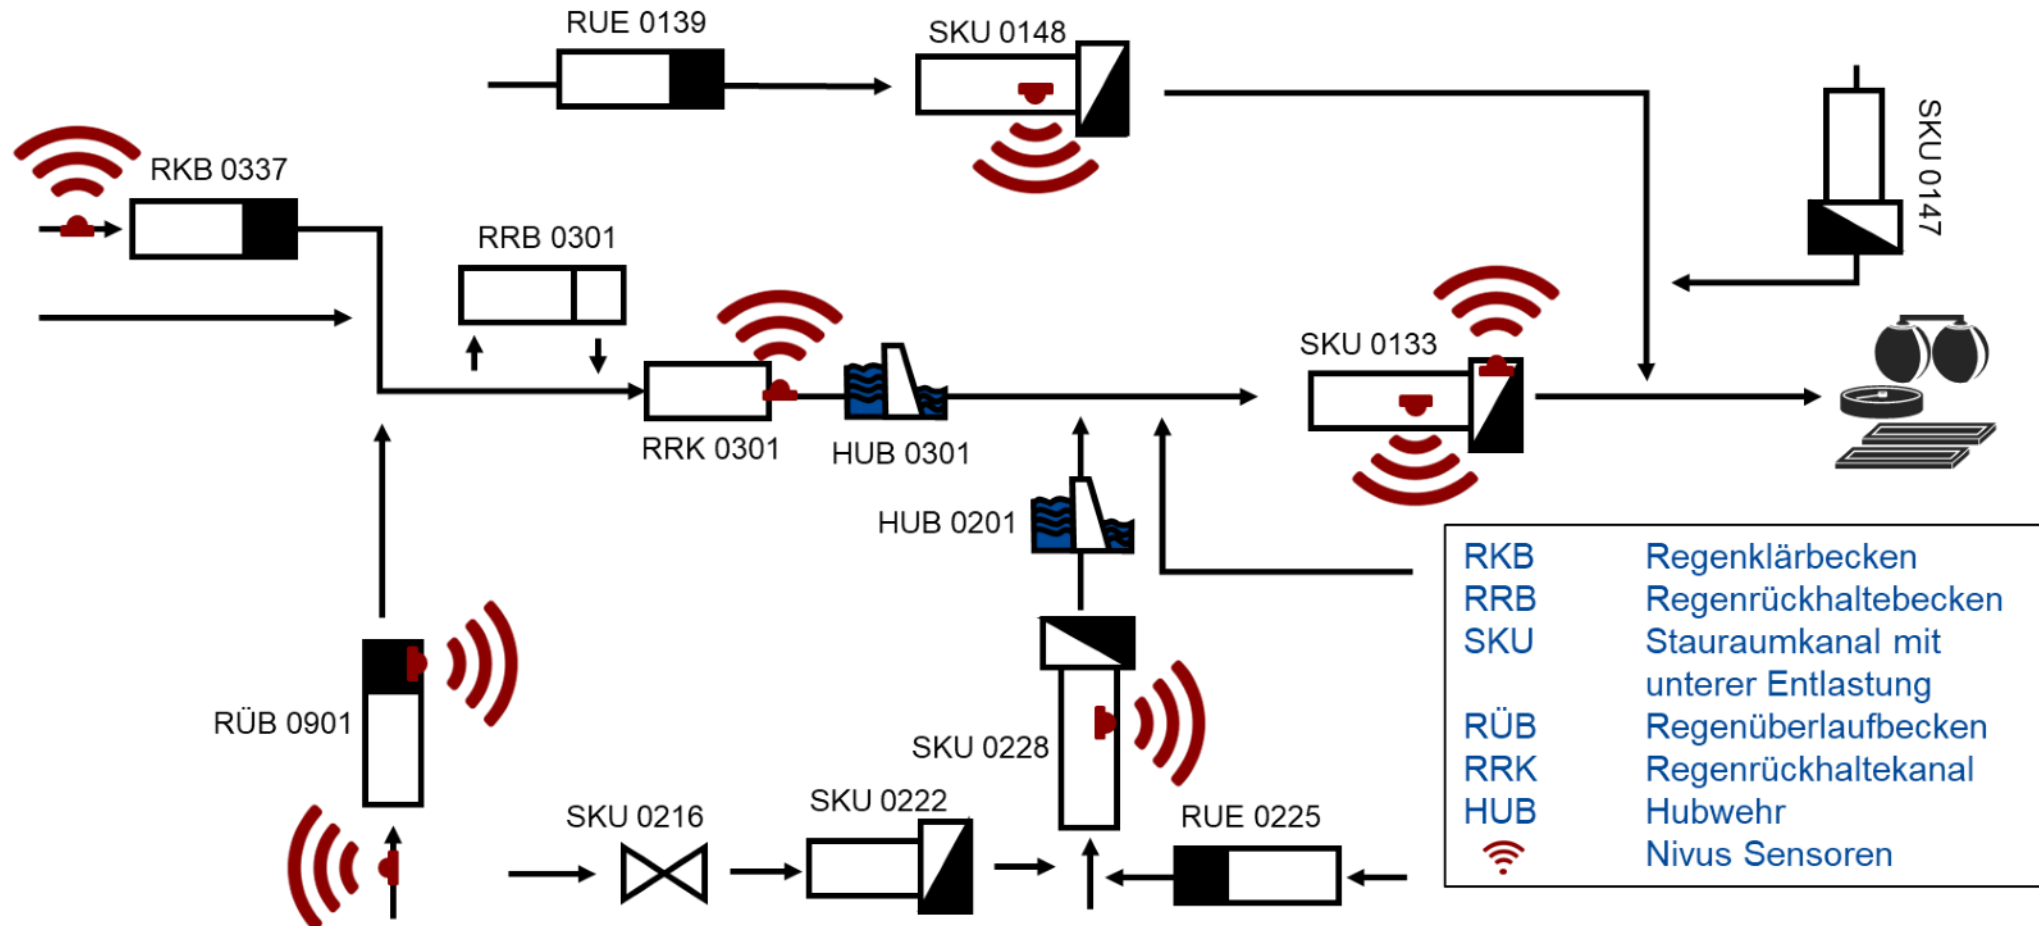 RUE 0139
SKU 0148
SKU 0147
RKB 0337
RRB 0301
SKU 0133
RRK 0301
HUB 0301
HUB 0201
RÜB 0901
SKU 0228
SKU 0216
SKU 0222
RUE 0225
RKB Regenklärbecken
RRB Regenrückhaltebecken
SKU Stauraumkanal mit
unterer Entlastung
RÜB Regenüberlaufbecken
RRK Regenrückhaltekanal
HUB Hubwehr
Nivus Sensoren